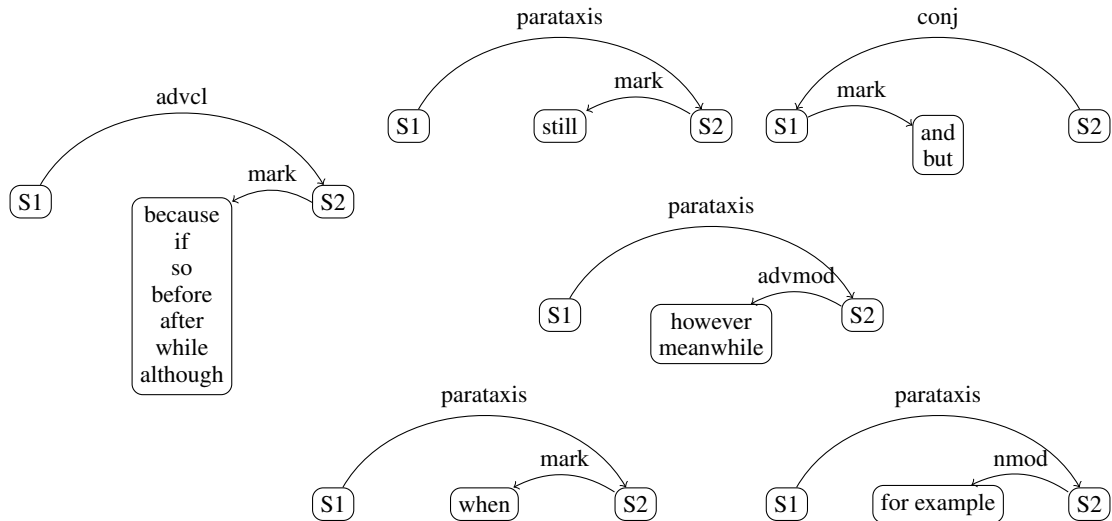 advcl
mark
S1
S2
because
if
so
before
after
while
although
parataxis
mark
S1
still
S2
conj
mark
S1
and
but
S2
parataxis
advmod
S1
however
meanwhile
S2
parataxis
mark
S1
when
S2
parataxis
nmod
S1
for example
S2